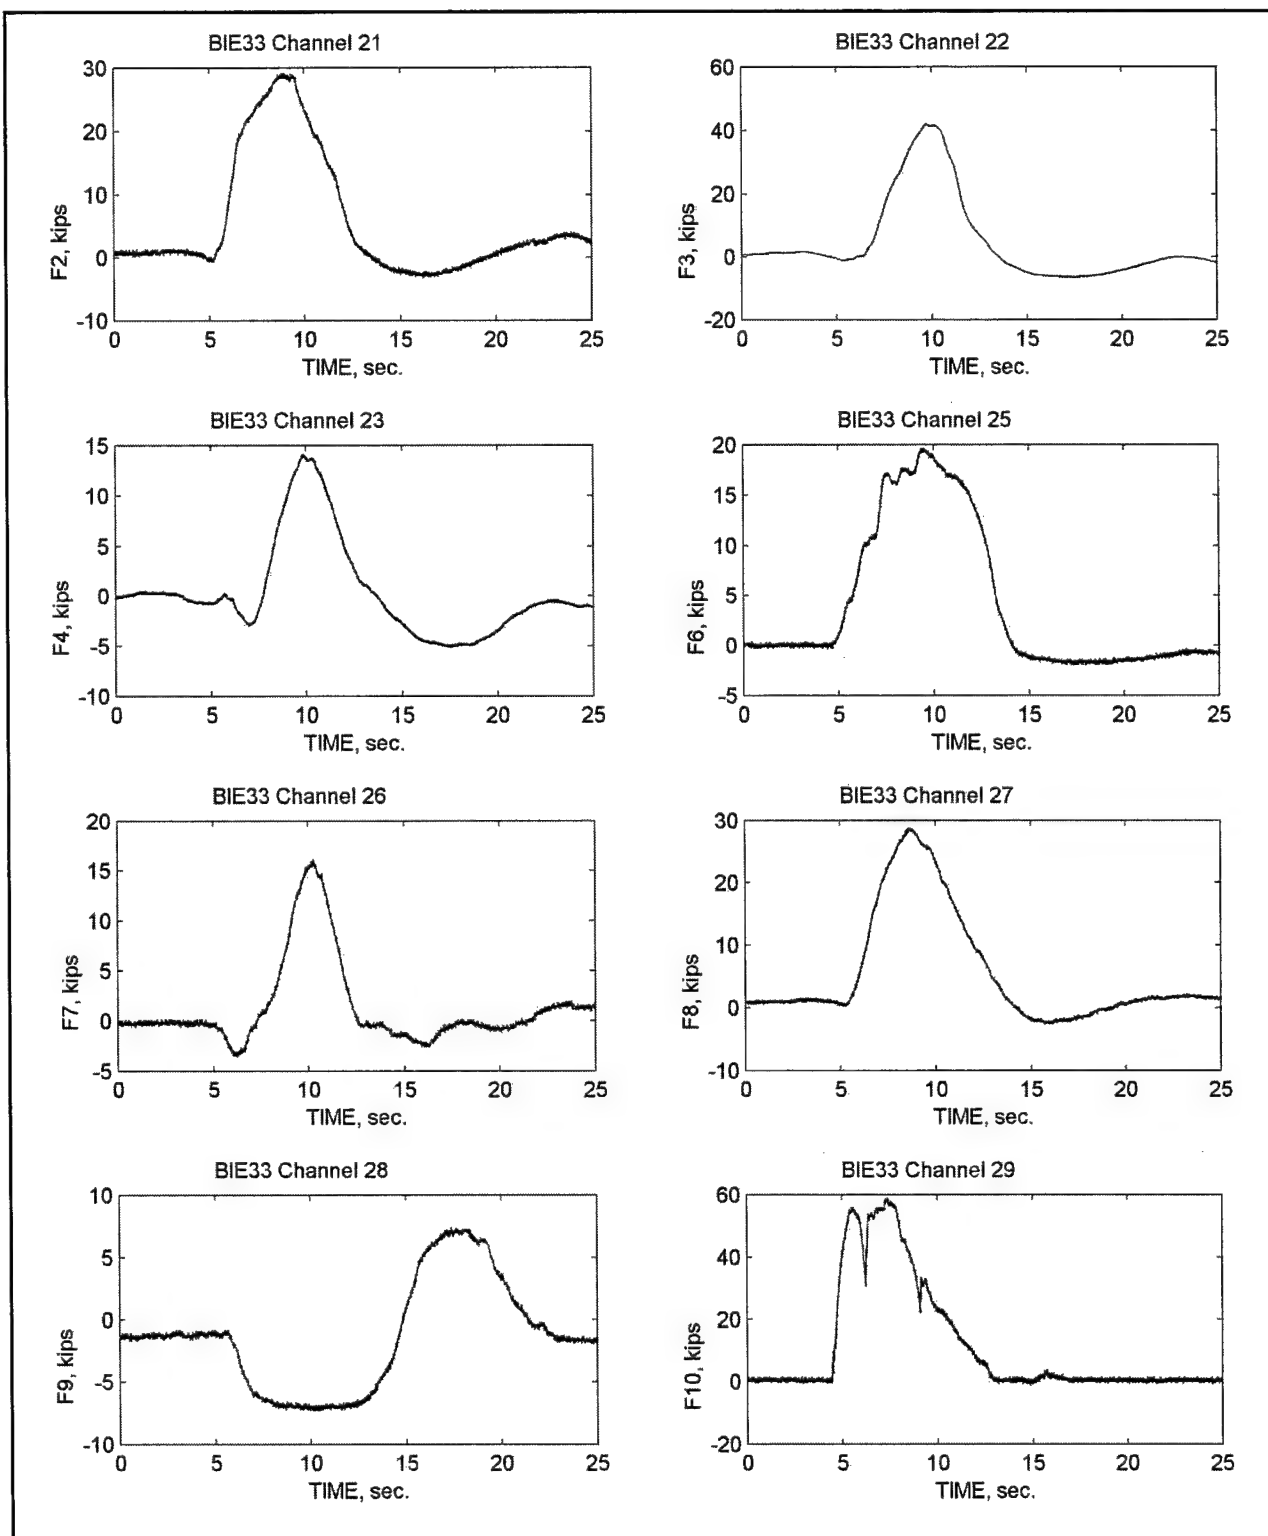 BIE33 Channel 21
30
20
10
0
-10
F2, kips
0 5 10 15 20 25
TIME, sec.
BIE33 Channel 22
60
40
20
0
-20
F3, kips
0 5 10 15 20 25
TIME, sec.
BIE33 Channel 23
15
10
5
0
-5
-10
F4, kips
0 5 10 15 20 25
TIME, sec.
BIE33 Channel 25
20
15
10
5
0
-5
F6, kips
0 5 10 15 20 25
TIME, sec.
BIE33 Channel 26
20
15
10
5
0
-5
F7, kips
0 5 10 15 20 25
TIME, sec.
BIE33 Channel 27
30
20
10
0
-10
F8, kips
0 5 10 15 20 25
TIME, sec.
BIE33 Channel 28
10
5
0
-5
-10
F9, kips
0 5 10 15 20 25
TIME, sec.
BIE33 Channel 29
60
40
20
0
-20
F10, kips
0 5 10 15 20 25
TIME, sec.